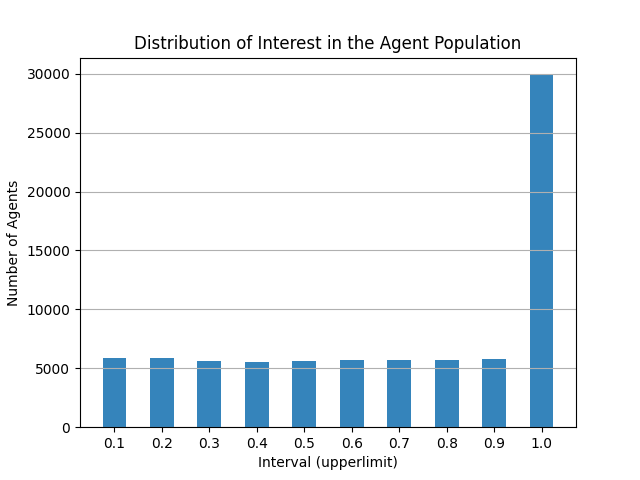 Distribution of Interest in the Agent Population
30000
25000
20000
15000
10000
5000
0
Number of Agents
0.1 0.2 0.3 0.4 0.5 0.6 0.7 0.8 0.9 1.0
Interval (upperlimit)